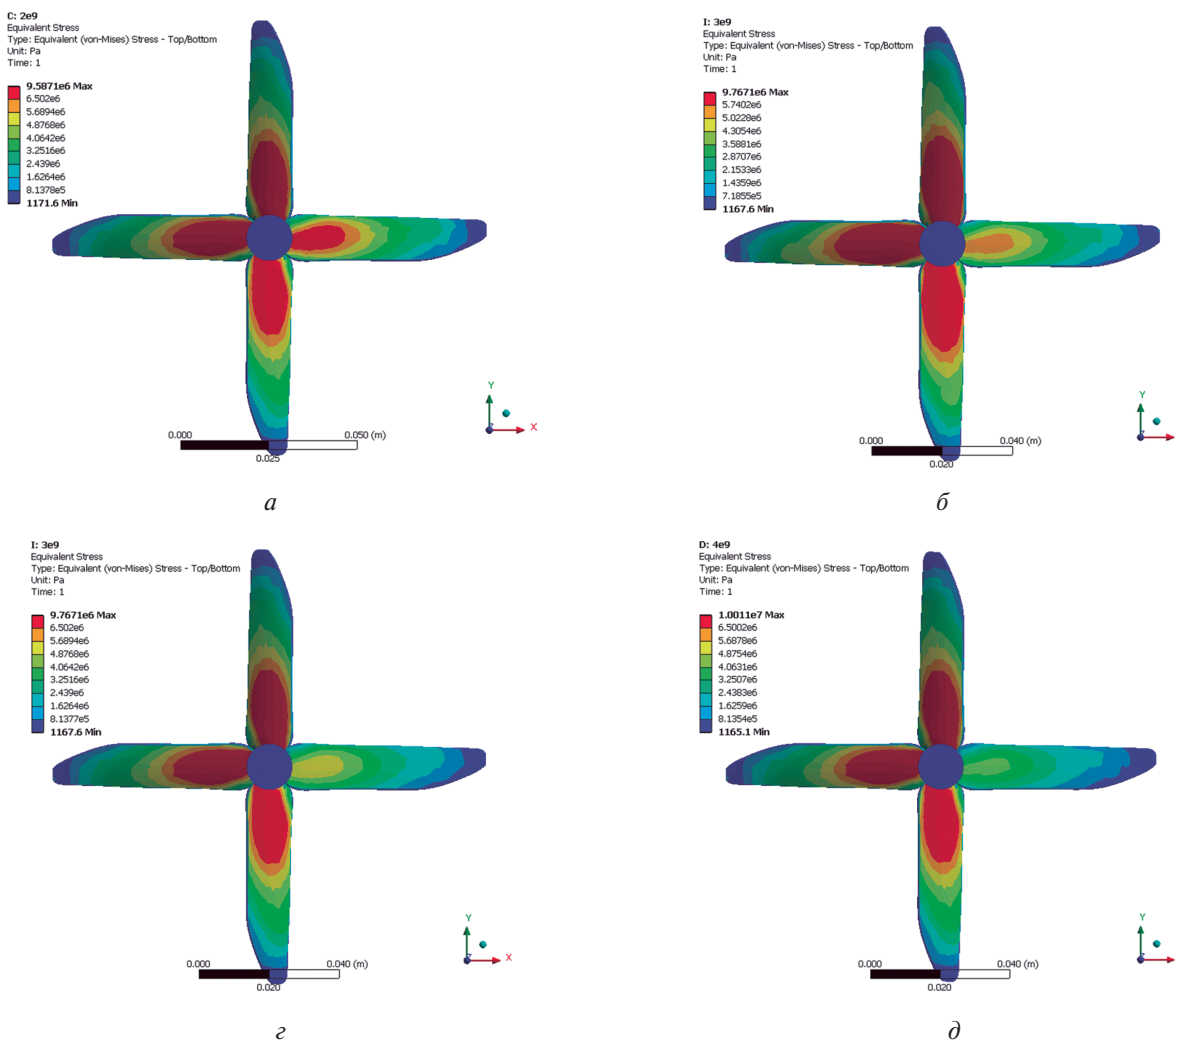 C: 2e9
Equivalent Stress
Type: Equivalent (von-Mises) Stress - Top/Bottom
Unit: Pa
Time: 1
9.5871e6 Max
6.502e6
5.6894e6
4.8768e6
4.0642e6
3.2516e6
2.439e6
1.6264e6
8.1378e5
1171.6 Min
Y
X
0.000
0.050 (m)
0.025
а
I: 3e9
Equivalent Stress
Type: Equivalent (von-Mises) Stress - Top/Bottom
Unit: Pa
Time: 1
9.7671e6 Max
5.7402e6
5.0228e6
4.3054e6
3.5881e6
2.8707e6
2.1533e6
1.4359e6
7.1855e5
1167.6 Min
Y
0.000
0.040 (m)
0.020
б
I: 3e9
Equivalent Stress
Type: Equivalent (von-Mises) Stress - Top/Bottom
Unit: Pa
Time: 1
9.7671e6 Max
6.502e6
5.6894e6
4.8768e6
4.0642e6
3.2516e6
2.439e6
1.6264e6
8.1377e5
1167.6 Min
Y
X
0.000
0.040 (m)
0.020
г
D: 4e9
Equivalent Stress
Type: Equivalent (von-Mises) Stress - Top/Bottom
Unit: Pa
Time: 1
1.0011e7 Max
6.5002e6
5.6878e6
4.8754e6
4.0631e6
3.2507e6
2.4383e6
1.6259e6
8.1354e5
1165.1 Min
Y
0.000
0.040 (m)
0.020
д